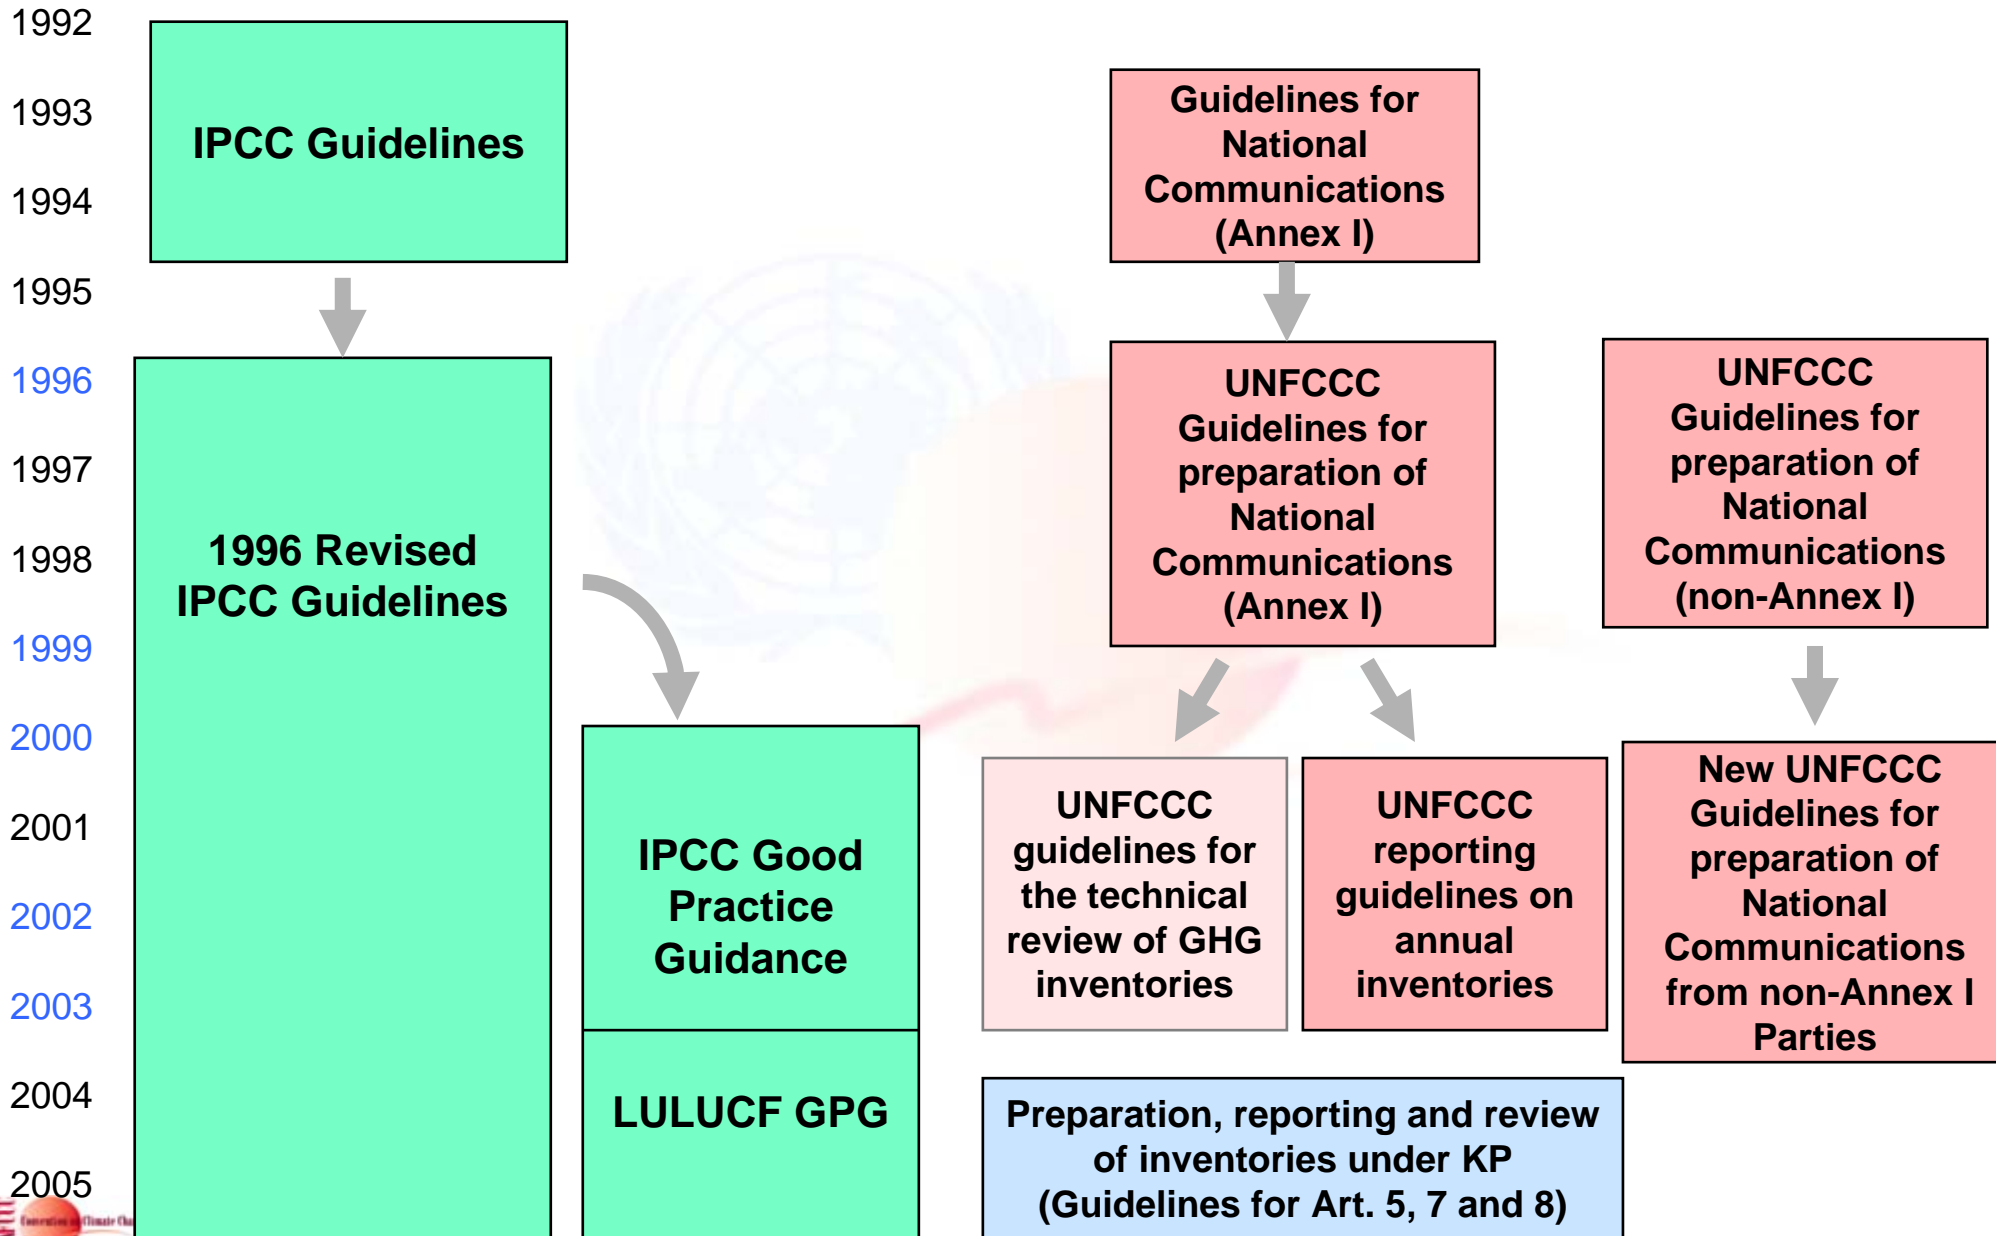 1992
1993
1994
1995
1996
1997
1998
1999
2000
2001
2002
2003
2004
2005
IPCC Guidelines
1996 Revised
IPCC Guidelines
IPCC Good
Practice
Guidance
LULUCF GPG
Guidelines for
National
Communications
(Annex I)
UNFCCC
Guidelines for
preparation of
National
Communications
(Annex I)
UNFCCC
Guidelines for
preparation of
National
Communications
(non-Annex I)
UNFCCC
guidelines for
the technical
review of GHG
inventories
UNFCCC
reporting
guidelines on
annual
inventories
New UNFCCC
Guidelines for
preparation of
National
Communications
from non-Annex I
Parties
Preparation, reporting and review
of inventories under KP
(Guidelines for Art. 5, 7 and 8)
Convention Climate Cha